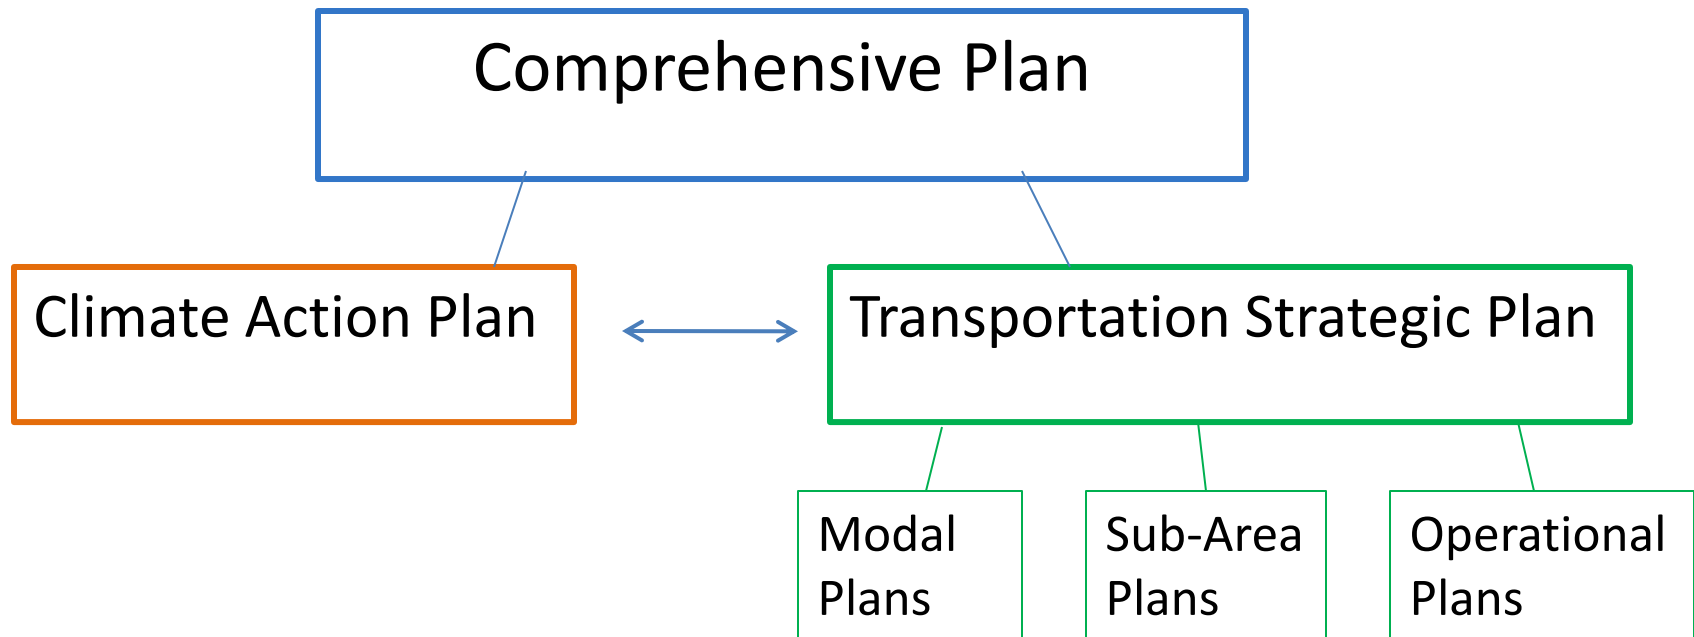 Comprehensive Plan
Climate Action Plan
Transportation Strategic Plan
Modal
Plans
Sub-Area
Plans
Operational
Plans